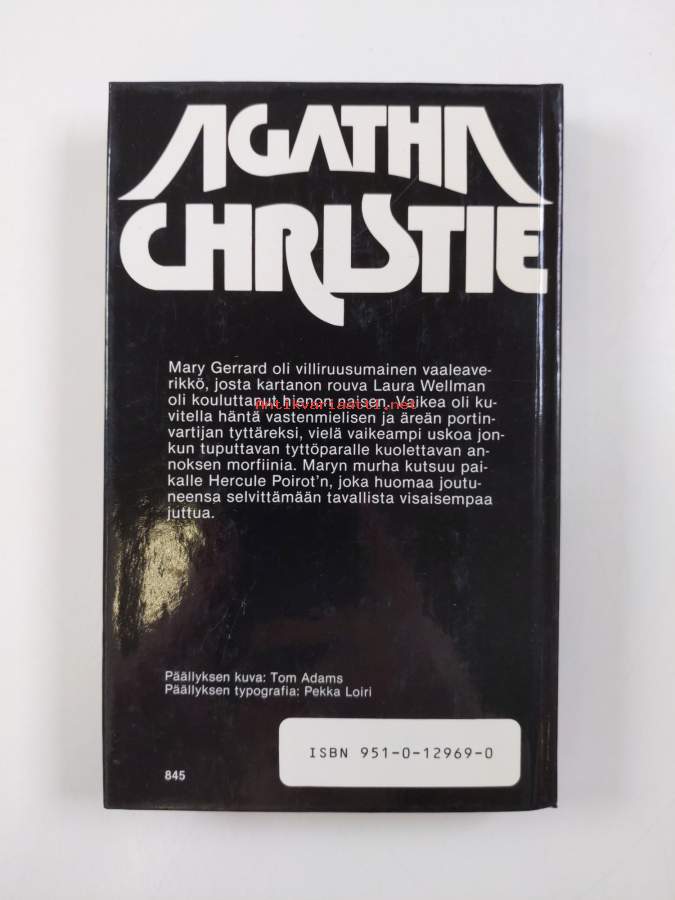 AGATHA
CHRISTIE
Mary Gerrard oli villiruusumainen vaaleave-
rikkö, josta kartanon rouva Laura Wellman
oli kouluttanut hienon naisen. Vaikea oli ku-
Antikvariaatti.net
vitella häntä vastenmielisen ja äreän portin-
vartijan tyttäreksi, vielä vaikeampi uskoa jon-
kun tuputtavan tyttöparalle kuolettavan an-
noksen morfiinia. Maryn murha kutsuu pai-
kalle Hercule Poirot'n, joka huomaa joutu-
neensa selvittämään tavallista visaisempaa
juttua.
Päällyksen kuva: Tom Adams
Päällyksen typografia: Pekka Loiri
ISBN 951-0-12969-0
845